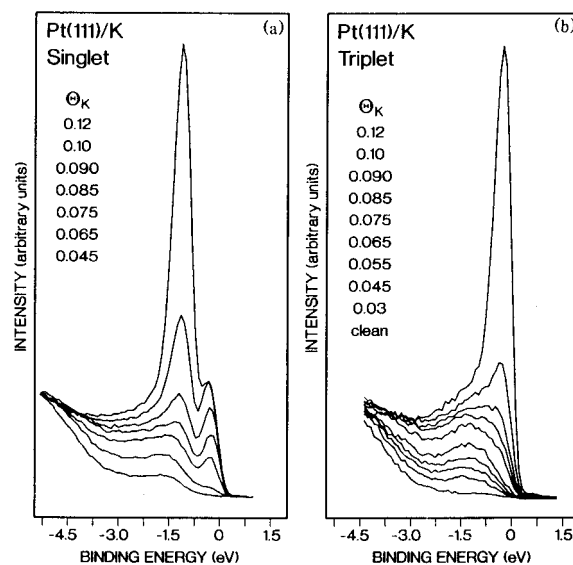 Pt(111)/K (a)
Singlet
ΘK
0.12
0.10
0.090
0.085
0.075
0.065
0.045
INTENSITY (arbitrary units)
-4.5 -3.0 -1.5 0 1.5
BINDING ENERGY (eV)
Pt(111)/K (b)
Triplet
ΘK
0.12
0.10
0.090
0.085
0.075
0.065
0.055
0.045
0.03
clean
INTENSITY (arbitrary units)
-4.5 -3.0 -1.5 0 1.5
BINDING ENERGY (eV)